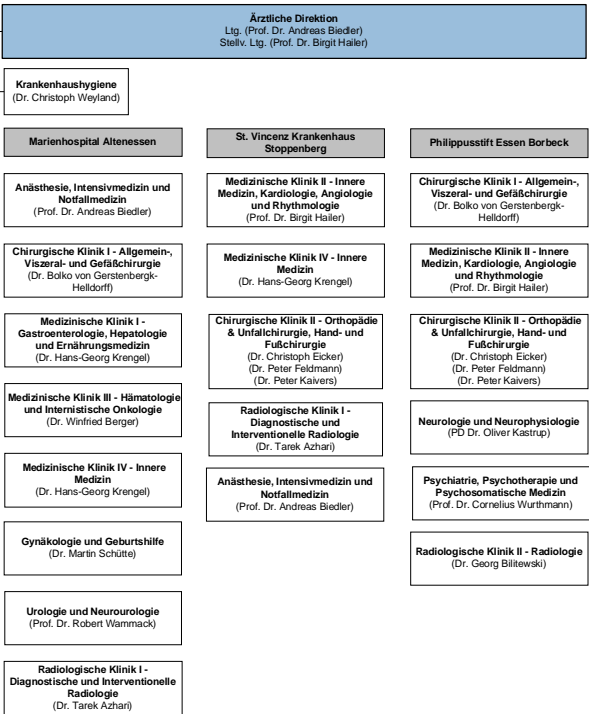 Ärztliche Direktion
Ltg. (Prof. Dr. Andreas Biedler)
Stellv. Ltg. (Prof. Dr. Birgit Hailer)
Krankenhaushygiene
(Dr. Christoph Weyland)
Marienhospital Altenessen
Anästhesie, Intensivmedizin und
Notfallmedizin
(Prof. Dr. Andreas Biedler)
Chirurgische Klinik I - Allgemein-,
Viszeral- und Gefäßchirurgie
(Dr. Bolko von Gerstenbergk-
Helldorff)
Medizinische Klinik I -
Gastroenterologie, Hepatologie
und Ernährungsmedizin
(Dr. Hans-Georg Krengel)
Medizinische Klinik III - Hämatologie
und Internistische Onkologie
(Dr. Winfried Berger)
Medizinische Klinik IV - Innere
Medizin
(Dr. Hans-Georg Krengel)
Gynäkologie und Geburtshilfe
(Dr. Martin Schütte)
Urologie und Neurourologie
(Prof. Dr. Robert Wammack)
Radiologische Klinik I -
Diagnostische und Interventionelle
Radiologie
(Dr. Tarek Azhari)
St. Vincenz Krankenhaus
Stoppenberg
Medizinische Klinik II - Innere
Medizin, Kardiologie, Angiologie
und Rhythmologie
(Prof. Dr. Birgit Hailer)
Medizinische Klinik IV - Innere
Medizin
(Dr. Hans-Georg Krengel)
Chirurgische Klinik II - Orthopädie
& Unfallchirurgie, Hand- und
Fußchirurgie
(Dr. Christoph Eicker)
(Dr. Peter Feldmann)
(Dr. Peter Kaivers)
Radiologische Klinik I -
Diagnostische und
Interventionelle Radiologie
(Dr. Tarek Azhari)
Anästhesie, Intensivmedizin und
Notfallmedizin
(Prof. Dr. Andreas Biedler)
Philippusstift Essen Borbeck
Chirurgische Klinik I - Allgemein-,
Viszeral- und Gefäßchirurgie
(Dr. Bolko von Gerstenbergk-
Helldorff)
Medizinische Klinik II - Innere
Medizin, Kardiologie, Angiologie
und Rhythmologie
(Prof. Dr. Birgit Hailer)
Chirurgische Klinik II - Orthopädie
& Unfallchirurgie, Hand- und
Fußchirurgie
(Dr. Christoph Eicker)
(Dr. Peter Feldmann)
(Dr. Peter Kaivers)
Neurologie und Neurophysiologie
(PD Dr. Oliver Kastrup)
Psychiatrie, Psychotherapie und
Psychosomatische Medizin
(Prof. Dr. Cornelius Wurthmann)
Radiologische Klinik II - Radiologie
(Dr. Georg Bilitewski)